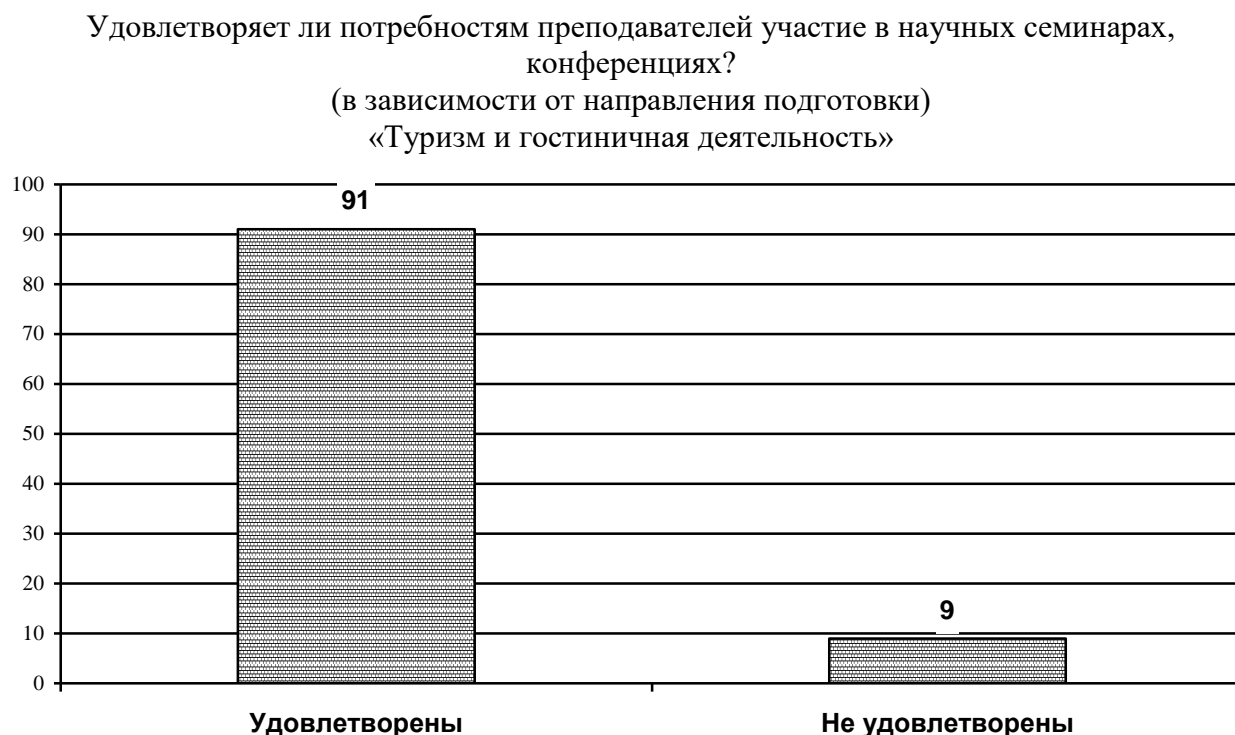 Удовлетворяет ли потребностям преподавателей участие в научных семинарах,
конференциях?
(в зависимости от направления подготовки)
«Туризм и гостиничная деятельность»
100
91
90
80
70
60
50
40
30
20
9
10
0
Удовлетворены
Не удовлетворены